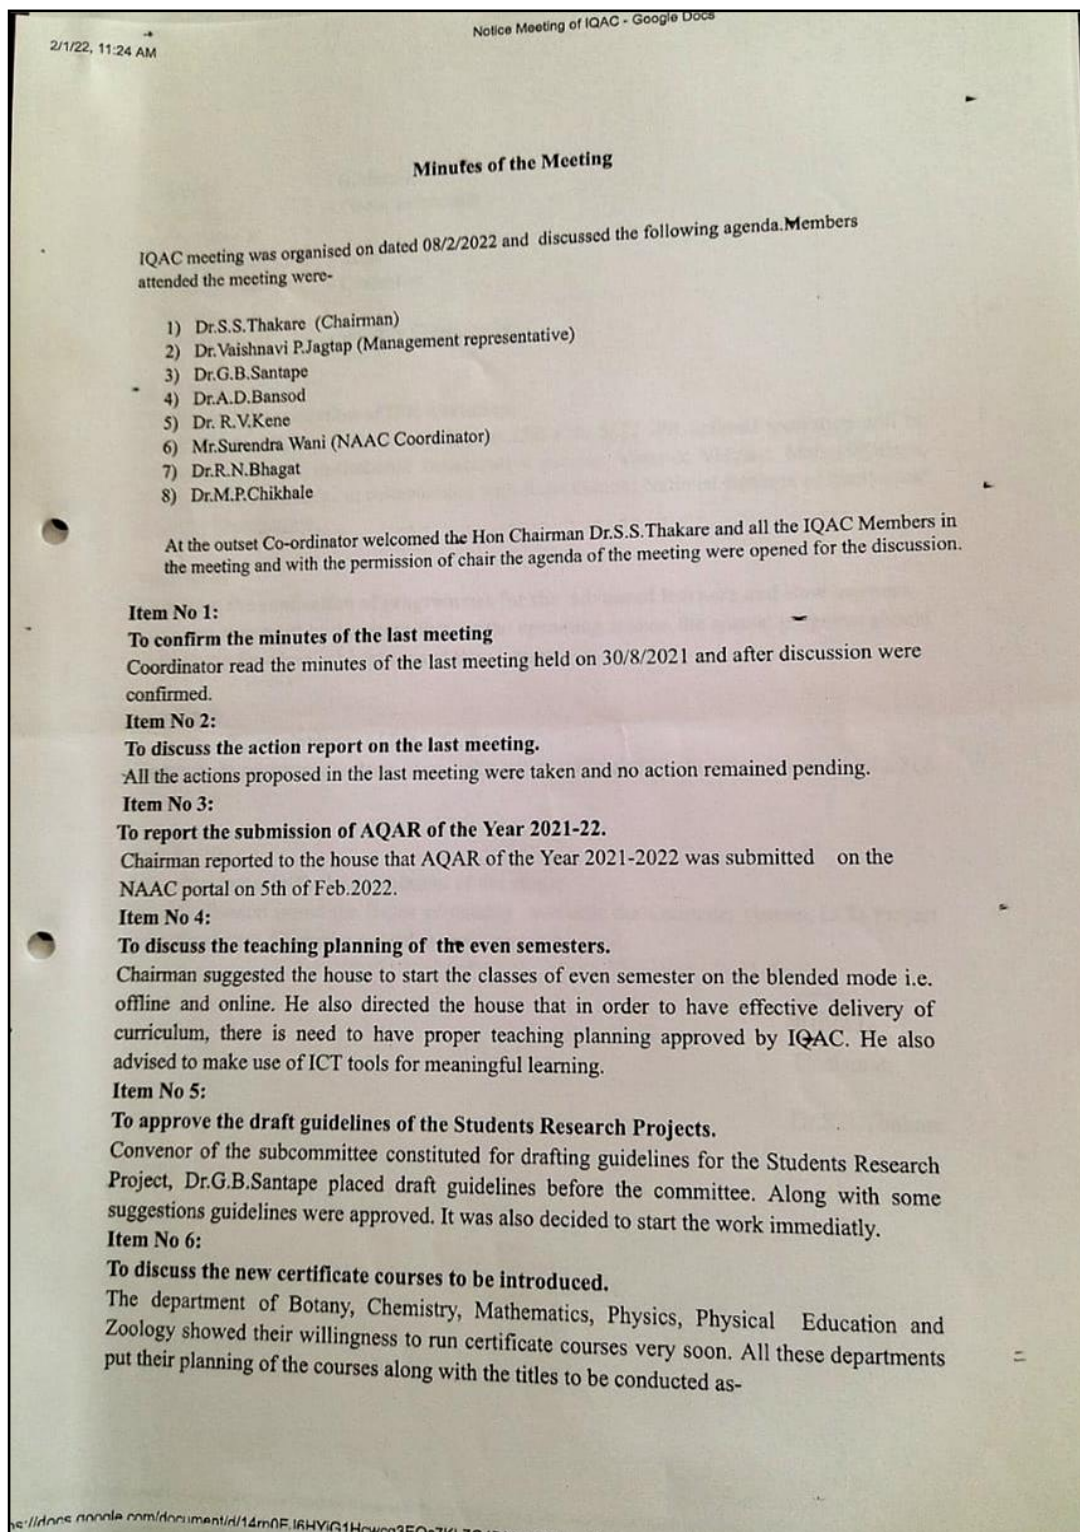 2/1/22, 11:24 AM
Notice Meeting of IQAC - Google Docs
Minutes of the Meeting
IQAC meeting was organised on dated 08/2/2022 and discussed the following agenda.Members
attended the meeting were-
1) Dr.S.S.Thakare (Chairman)
2) Dr.Vaishnavi P.Jagtap (Management representative)
3) Dr.G.B.Santape
4) Dr.A.D.Bansod
5) Dr. R.V.Kene
6) Mr.Surendra Wani (NAAC Coordinator)
7) Dr.R.N.Bhagat
8) Dr.M.P.Chikhale
At the outset Co-ordinator welcomed the Hon Chairman Dr.S.S.Thakare and all the IQAC Members in
the meeting and with the permission of chair the agenda of the meeting were opened for the discussion.
Item No 1:
To confirm the minutes of the last meeting
Coordinator read the minutes of the last meeting held on 30/8/2021 and after discussion were
confirmed.
Item No 2:
To discuss the action report on the last meeting.
All the actions proposed in the last meeting were taken and no action remained pending.
Item No 3:
To report the submission of AQAR of the Year 2021-22.
Chairman reported to the house that AQAR of the Year 2021-2022 was submitted on the
NAAC portal on 5th of Feb.2022.
Item No 4:
To discuss the teaching planning of the even semesters.
Chairman suggested the house to start the classes of even semester on the blended mode i.e.
offline and online. He also directed the house that in order to have effective delivery of
curriculum, there is need to have proper teaching planning approved by IQAC. He also
advised to make use of ICT tools for meaningful learning.
Item No 5:
To approve the draft guidelines of the Students Research Projects.
Convenor of the subcommittee constituted for drafting guidelines for the Students Research
Project, Dr.G.B.Santape placed draft guidelines before the committee. Along with some
suggestions guidelines were approved. It was also decided to start the work immediatly.
Item No 6:
To discuss the new certificate courses to be introduced.
The department of Botany, Chemistry, Mathematics, Physics, Physical Education and
Zoology showed their willingness to run certificate courses very soon. All these departments
put their planning of the courses along with the titles to be conducted as-